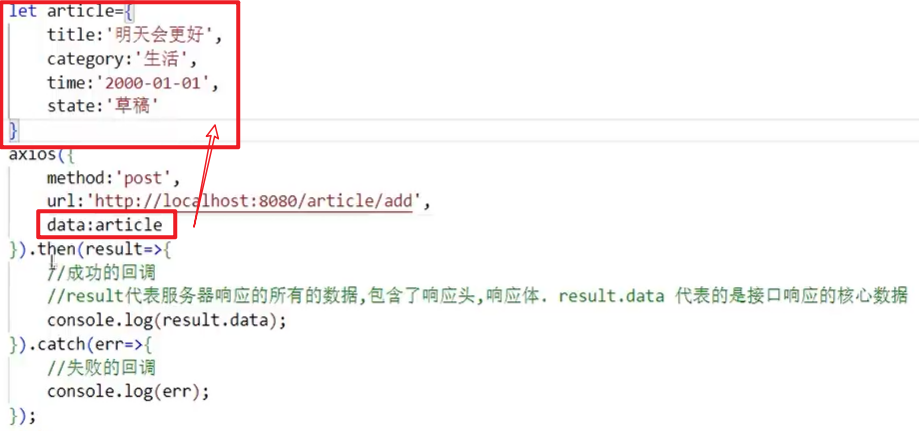 let article={
title:'明天会更好',
category:'生活',
time:'2000-01-01',
state:'草稿'
}
axios({
method:'post',
url:'http://localhost:8080/article/add',
data:article
}).then(result=>{
//成功的回调
//result代表服务器响应的所有的数据,包含了响应头,响应体. result.data 代表的是接口响应的核心数据
console.log(result.data);
}).catch(err=>{
//失败的回调
console.log(err);
});